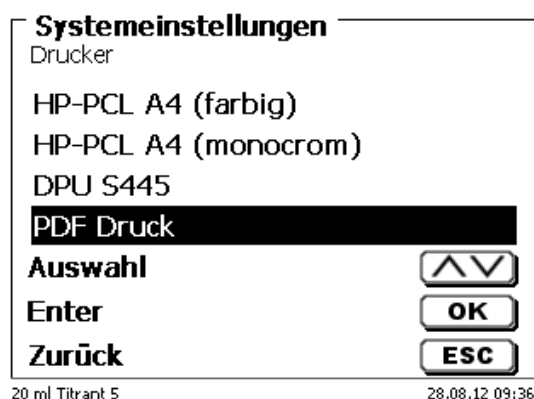 Systemeinstellungen
Drucker
HP-PCL A4 (farbig)
HP-PCL A4 (monocrom)
DPU S445
PDF Druck
Auswahl
Enter OK
Zurück ESC
20 ml Titrant 5 28.08.12 09:36